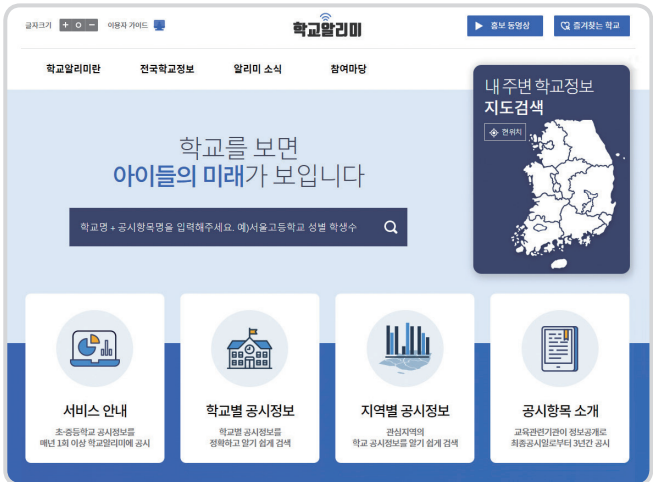 글자크기 + O − 이용자 가이드
학교알리미
홍보 동영상
즐겨찾는 학교
학교알리미란 전국학교정보 알리미 소식 참여마당
내 주변 학교정보
지도검색
현위치
학교를 보면
아이들의 미래가 보입니다
학교명 + 공시항목명을 입력해주세요. 예)서울고등학교 성별 학생수
서비스 안내
초·중등학교 공시정보를
매년 1회 이상 학교알리미에 공시
학교별 공시정보
학교별 공시정보를
정확하고 알기 쉽게 검색
지역별 공시정보
관심지역의
학교 공시정보를 알기 쉽게 검색
공시항목 소개
교육관련기관이 정보공개로
최종공시일로부터 3년간 공시